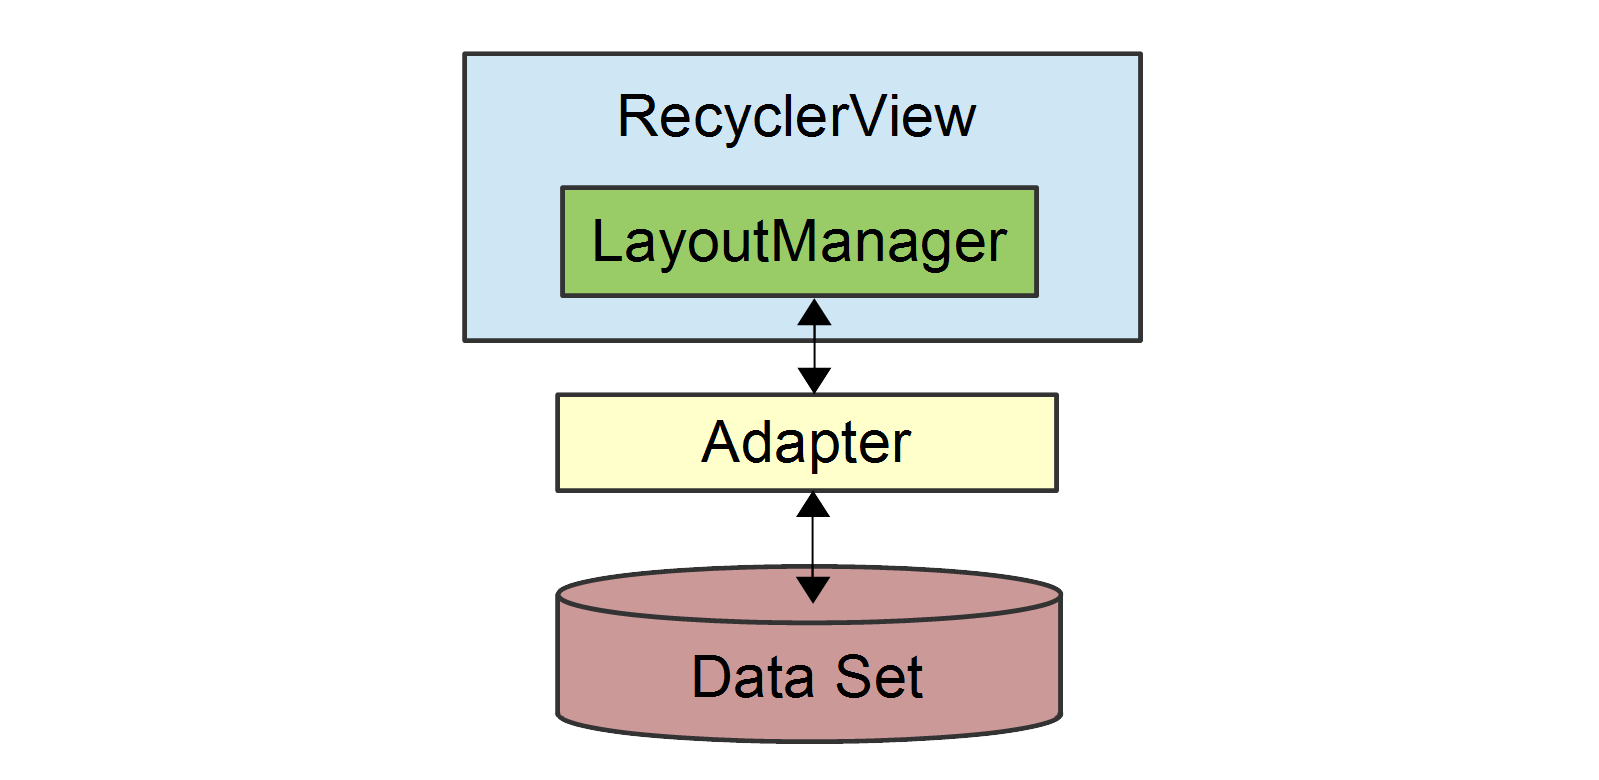 RecyclerView
LayoutManager
Adapter
Data Set